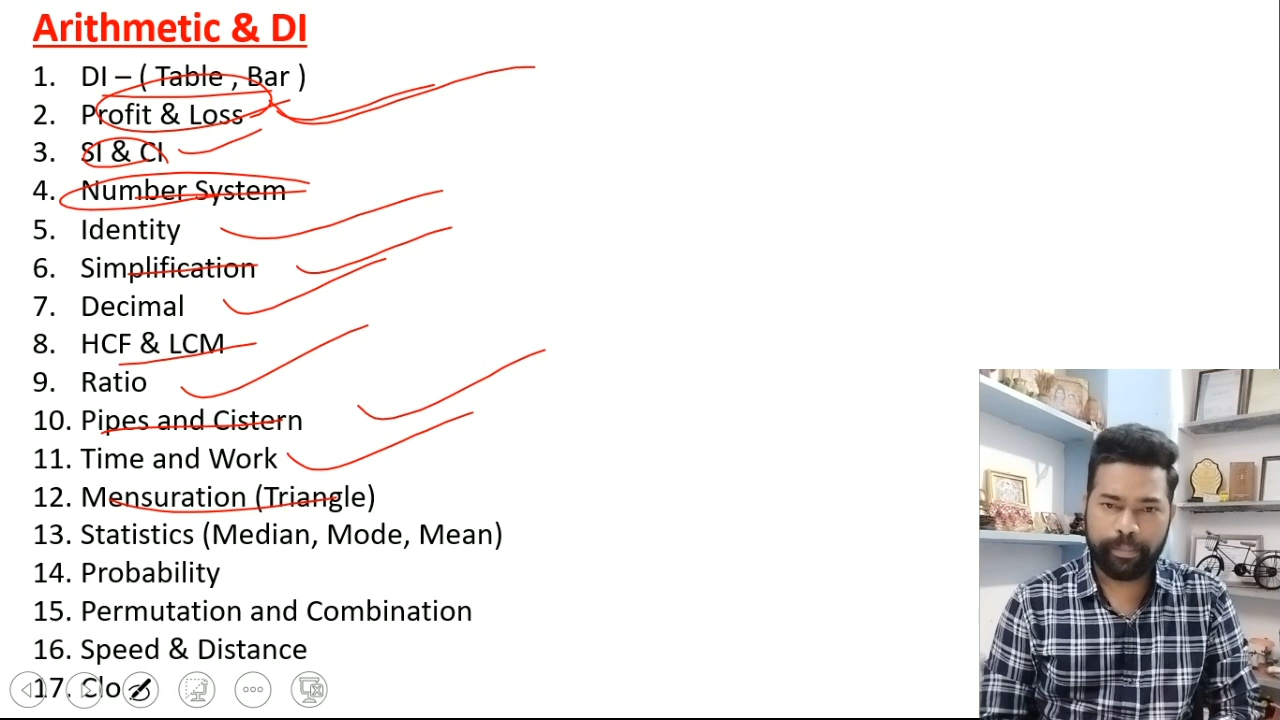 Arithmetic & DI
1. DI – ( Table , Bar )
2. Profit & Loss
3. SI & CI
4. Number System
5. Identity
6. Simplification
7. Decimal
8. HCF & LCM
9. Ratio
10. Pipes and Cistern
11. Time and Work
12. Mensuration (Triangle)
13. Statistics (Median, Mode, Mean)
14. Probability
15. Permutation and Combination
16. Speed & Distance
17.